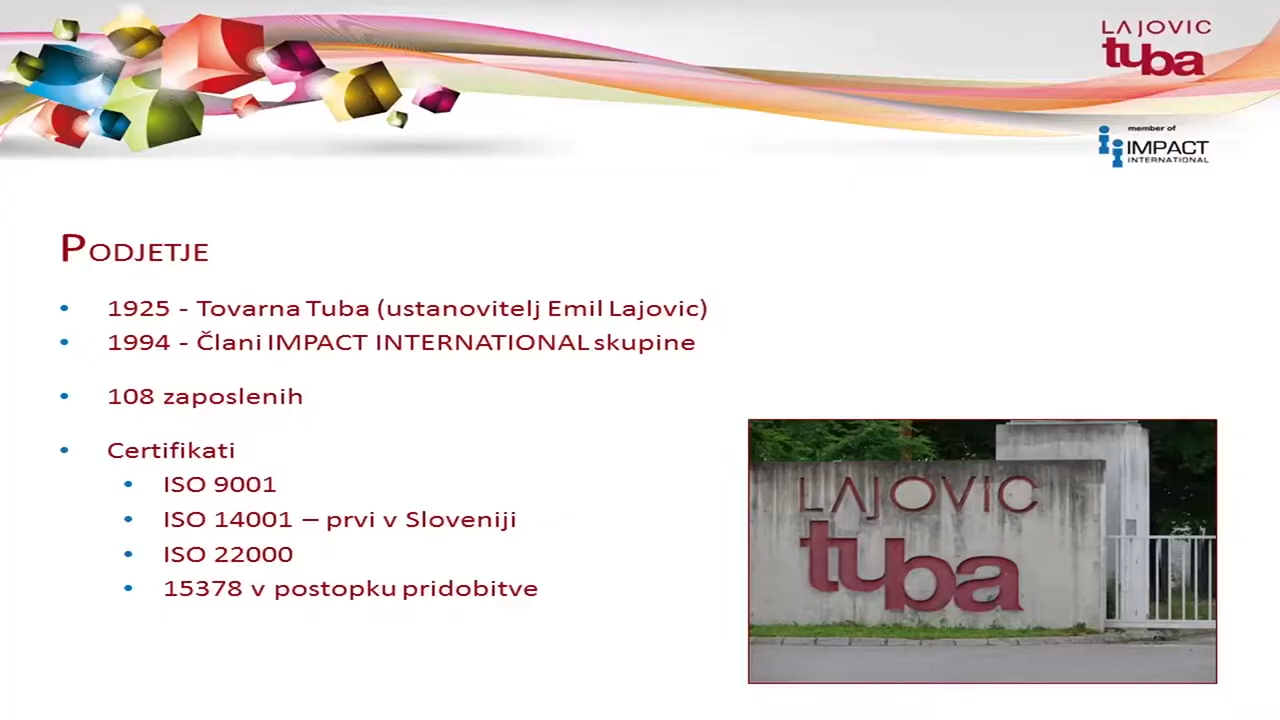 LAJOVIC
tuba
member of
IMPACT
INTERNATIONAL
PODJETJE
• 1925 - Tovarna Tuba (ustanovitelj Emil Lajovic)
• 1994 - Člani IMPACT INTERNATIONAL skupine
• 108 zaposlenih
• Certifikati
• ISO 9001
• ISO 14001 – prvi v Sloveniji
• ISO 22000
• 15378 v postopku pridobitve
LAJOVIC
tuba